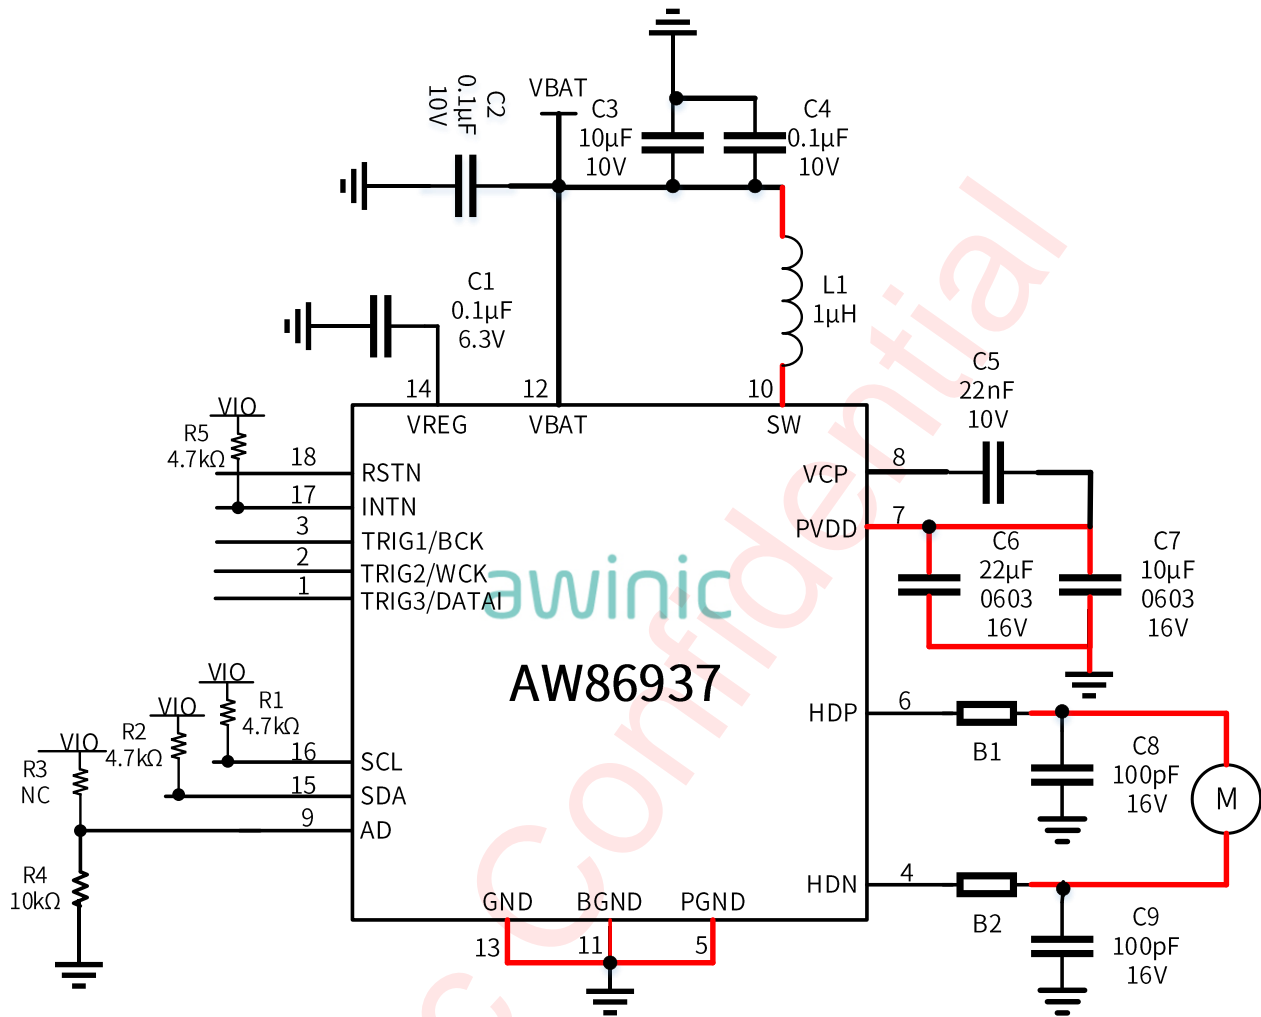 VBAT
C2
0.1μF
10V
C3
10μF
10V
C4
0.1μF
10V
C1
0.1μF
6.3V
L1
1μH
14
12
10
VREG
VBAT
SW
C5
22nF
10V
VIO
R5
4.7kΩ
18
RSTN
17
INTN
3
TRIG1/BCK
2
TRIG2/WCK
1
TRIG3/DATAI
VCP
8
PVDD
7
C6
22μF
0603
16V
C7
10μF
0603
16V
awinic
AW86937
VIO
R1
4.7kΩ
VIO
R2
4.7kΩ
VIO
R3
NC
16
SCL
15
SDA
9
AD
R4
10kΩ
HDP
6
B1
C8
100pF
16V
M
HDN
4
B2
C9
100pF
16V
GND
BGND
PGND
13
11
5
c Confidential